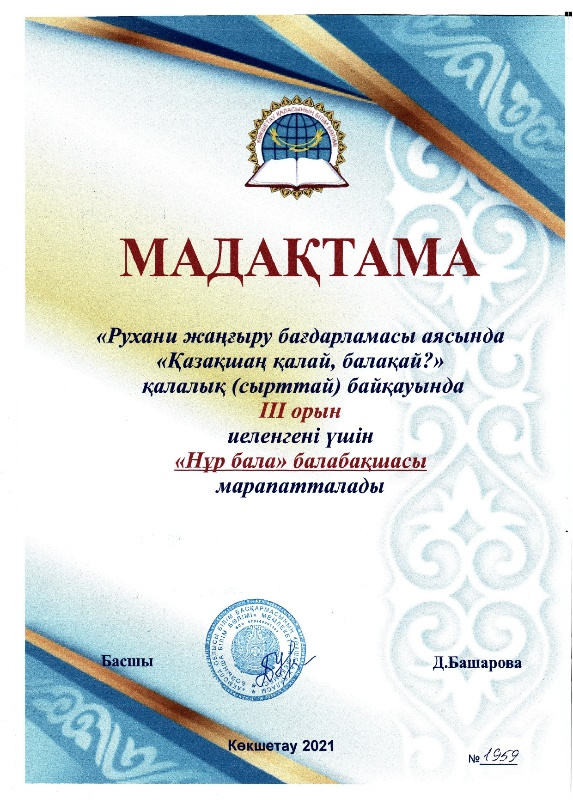 МАДАҚТАМА
«Рухани жаңғыру бағдарламасы аясында
«Қазақшаң қалай, балақай?»
қалалық (сырттай) байқауында
III орын
иеленгені үшін
«Нұр бала» балабақшасы
марапатталады
Басшы
Д.Башарова
Көкшетау 2021
№ 1959